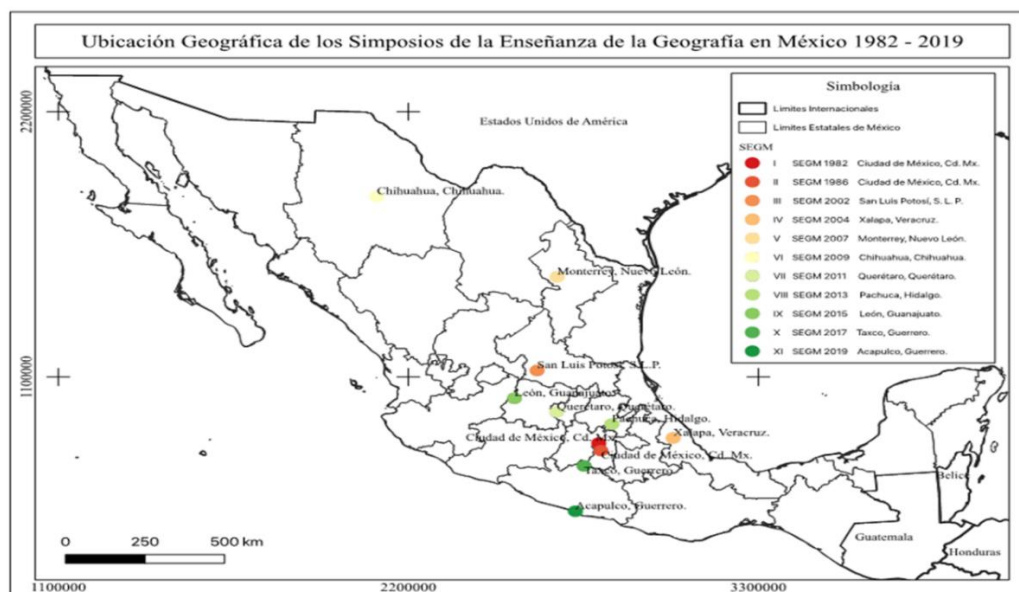 Ubicación Geográfica de los Simposios de la Enseñanza de la Geografía en México 1982 - 2019
2200000
1100000
Estados Unidos de América
Simbología
Limites Internacionales
Limites Estatales de México
SEGM
I SEGM 1982 Ciudad de México, Cd. Mx.
II SEGM 1986 Ciudad de México, Cd. Mx.
III SEGM 2002 San Luis Potosí, S. L. P.
IV SEGM 2004 Xalapa, Veracruz.
V SEGM 2007 Monterrey, Nuevo León.
VI SEGM 2009 Chihuahua, Chihuahua.
VII SEGM 2011 Querétaro, Querétaro.
VIII SEGM 2013 Pachuca, Hidalgo.
IX SEGM 2015 León, Guanajuato.
X SEGM 2017 Taxco, Guerrero.
XI SEGM 2019 Acapulco, Guerrero.
Chihuahua, Chihuahua.
Monterrey, Nuevo León.
San Luis Potosí, S.L.P.
León, Guanajuato
Querétaro, Querétaro.
Pachuca, Hidalgo.
Ciudad de México, Cd. Mx.
Xalapa, Veracruz.
Ciudad de México, Cd. Mx.
Taxco, Guerrero
Acapulco, Guerrero.
Belice
Guatemala
Honduras
0 250 500 km
1100000 2200000 3300000